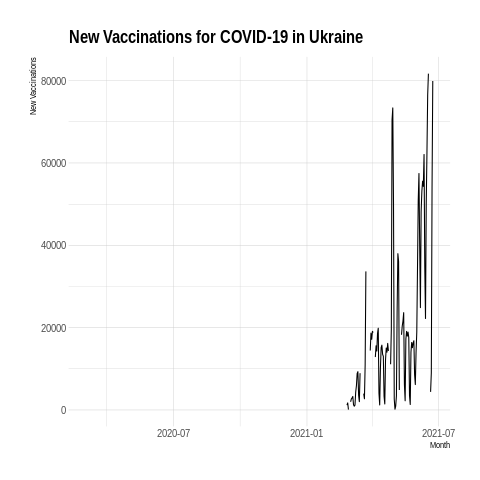 New Vaccinations for COVID-19 in Ukraine
New Vaccinations
80000
60000
40000
20000
0
2020-07 2021-01 2021-07
Month